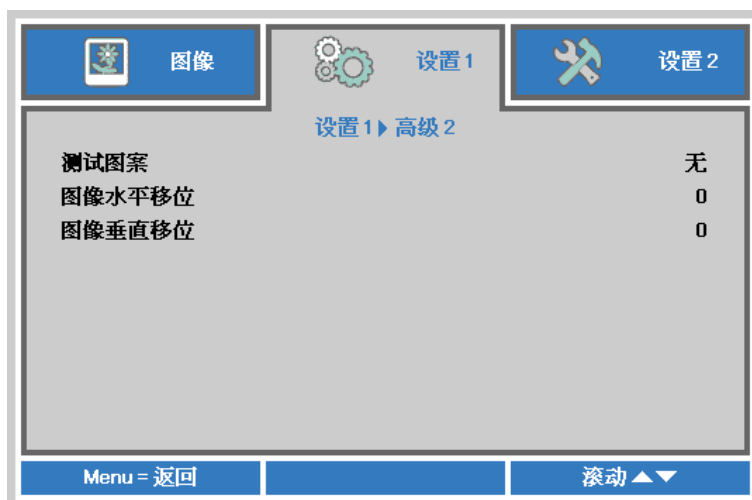 图像 设置1 设置2
设置1▶高级2
测试图案 无
图像水平移位 0
图像垂直移位 0
Menu = 返回 滚动▲▼